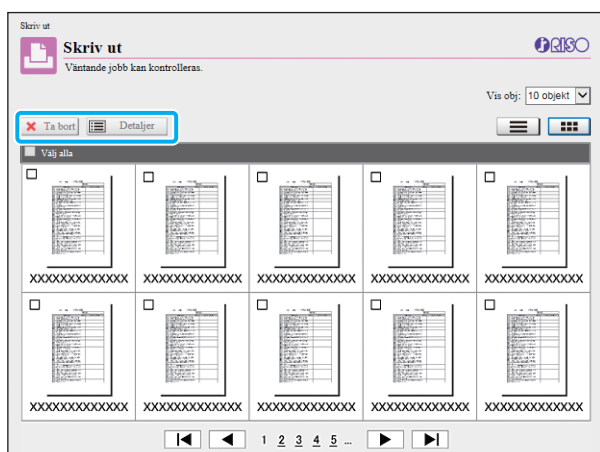 Skriv ut
Skriv ut
RISO
Väntande jobb kan kontrolleras.
Vis obj: 10 objekt
Ta bort Detaljer
Välj alla
XXXXXXXXXXXXX XXXXXXXXXXXXX XXXXXXXXXXXXX XXXXXXXXXXXXX XXXXXXXXXXXXX
XXXXXXXXXXXXX XXXXXXXXXXXXX XXXXXXXXXXXXX XXXXXXXXXXXXX XXXXXXXXXXXXX
1 2 3 4 5 ...